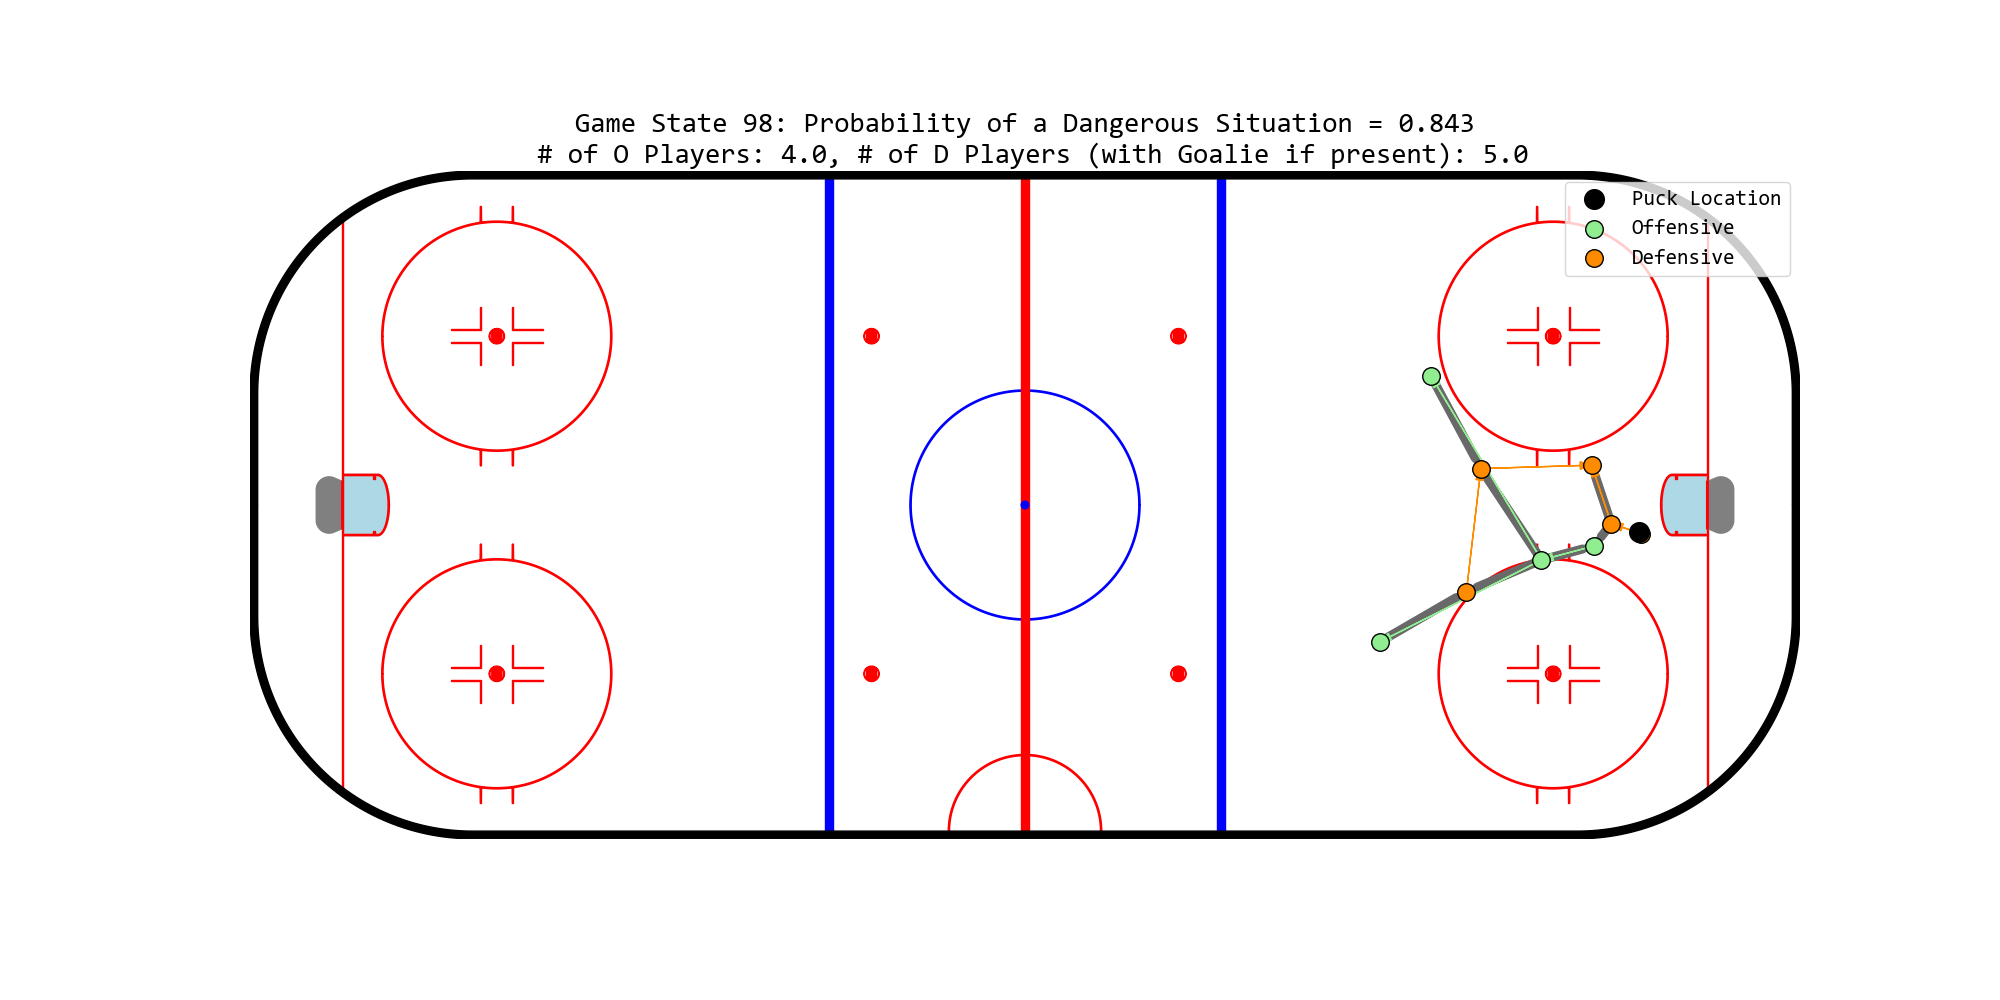 Game State 98: Probability of a Dangerous Situation = 0.843
# of O Players: 4.0, # of D Players (with Goalie if present): 5.0
Puck Location
Offensive
Defensive